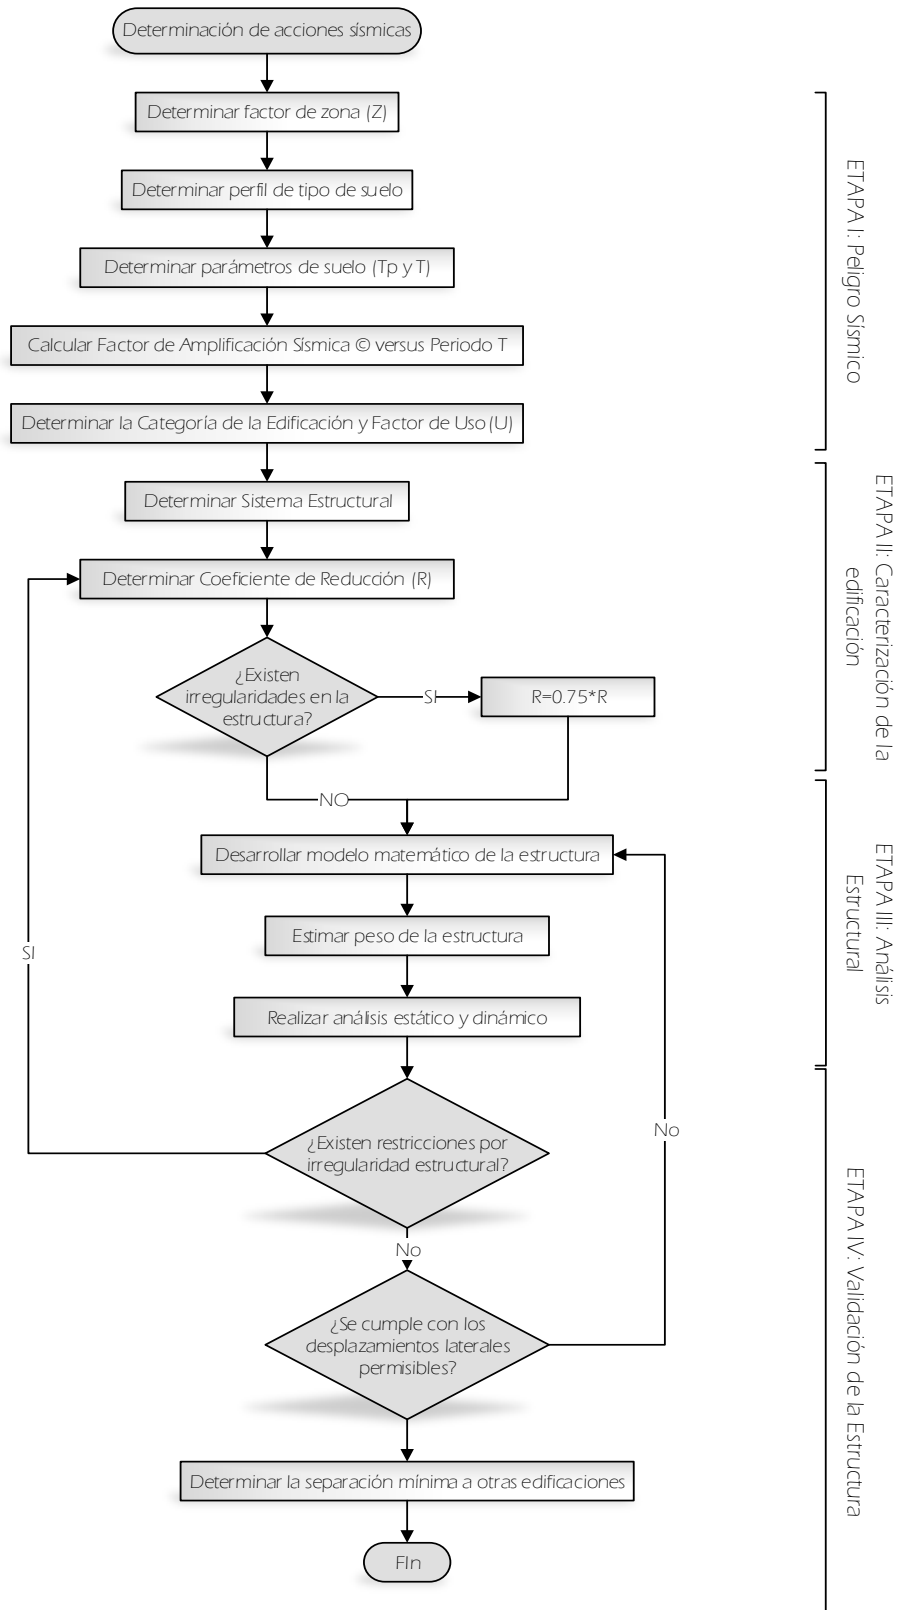 Determinación de acciones sísmicas
Determinar factor de zona (Z)
Determinar perfil de tipo de suelo
Determinar parámetros de suelo (Tp y T)
Calcular Factor de Amplificación Sísmica © versus Periodo T
Determinar la Categoría de la Edificación y Factor de Uso (U)
ETAPA I: Peligro Sísmico
Determinar Sistema Estructural
Determinar Coeficiente de Reducción (R)
¿Existen
irregularidades en la
estructura?
SI
R=0.75*R
NO
ETAPA II: Caracterización de la
edificación
Desarrollar modelo matemático de la estructura
Estimar peso de la estructura
Realizar análisis estático y dinámico
ETAPA III: Análisis
Estructural
SI
¿Existen restricciones por
irregularidad estructural?
No
No
¿Se cumple con los
desplazamientos laterales
permisibles?
Determinar la separación mínima a otras edificaciones
FIn
ETAPA IV: Validación de la Estructura